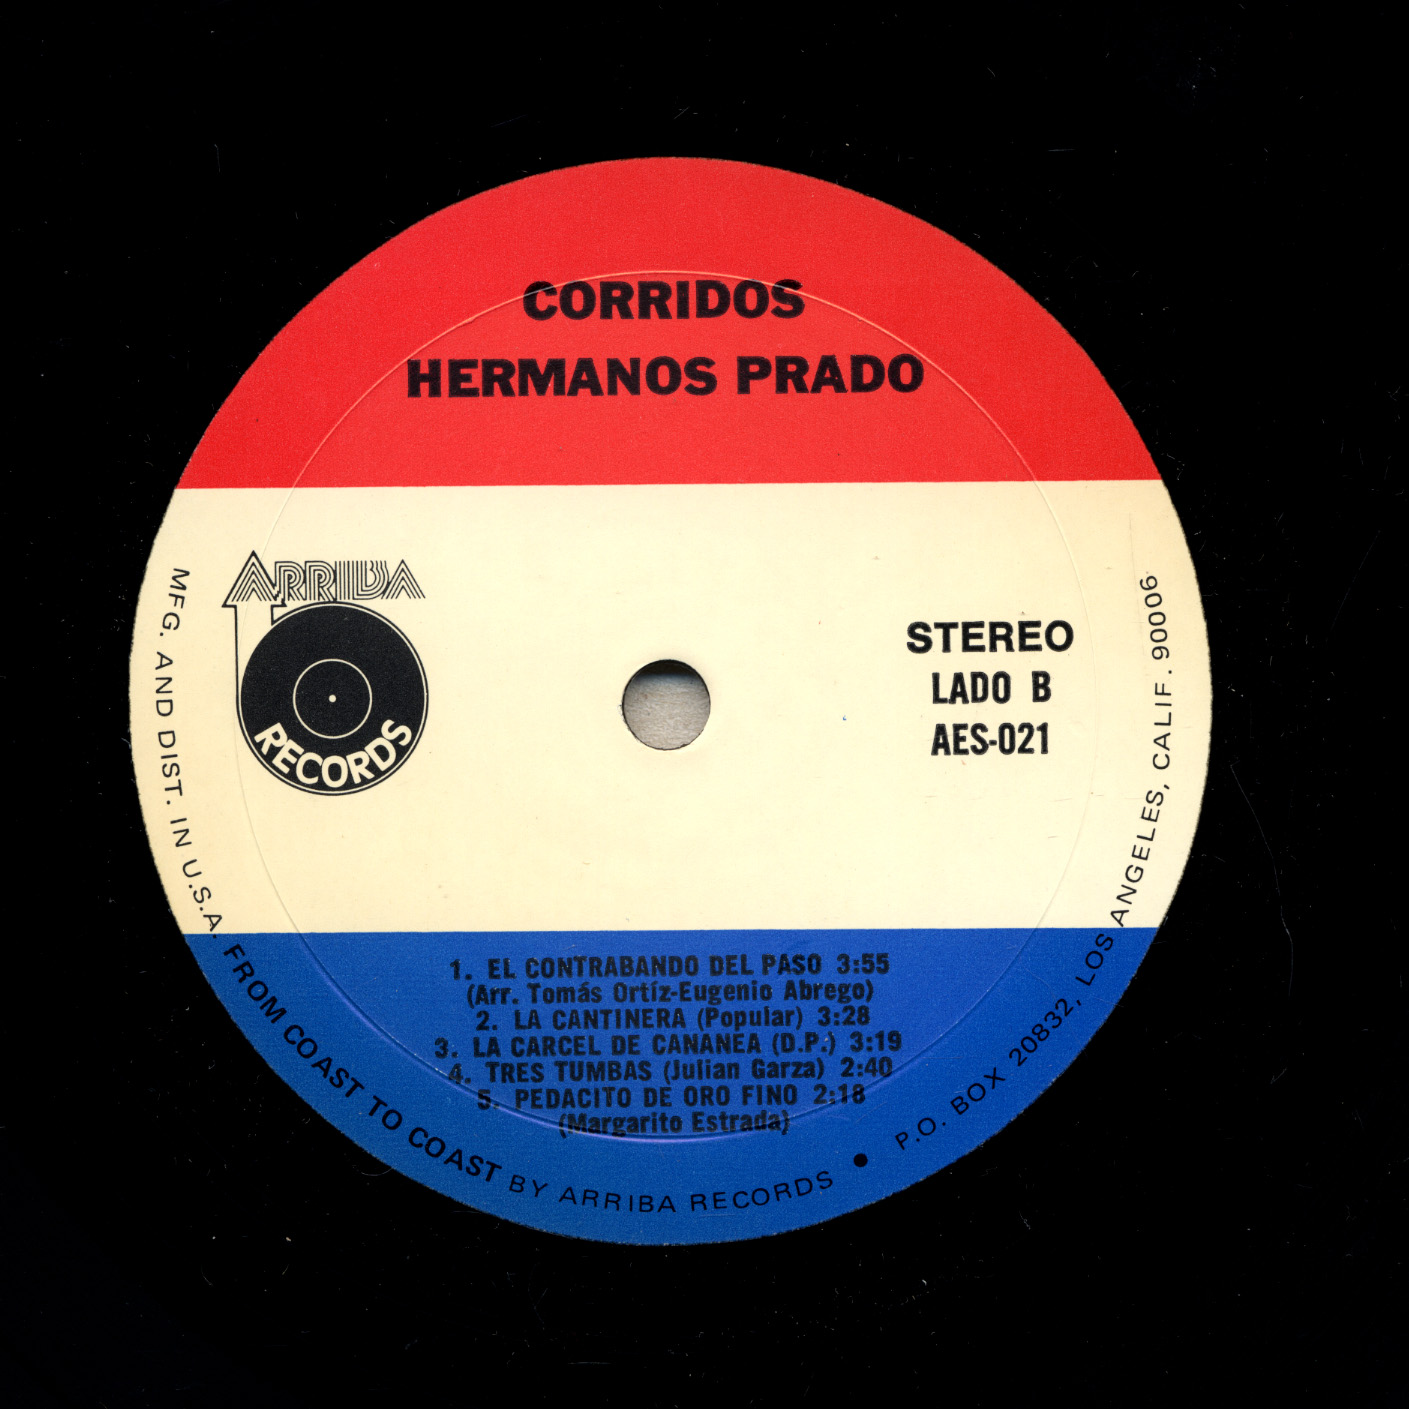 CORRIDOS
HERMANOS PRADO
ARRIBA
RECORDS
STEREO
LADO B
AES-021
1. EL CONTRABANDO DEL PASO 3:55
(Arr. Tomás Ortíz-Eugenio Abrego)
2. LA CANTINERA (Popular) 3:28
3. LA CARCEL DE CANANEA (D.P.) 3:19
4. TRES TUMBAS (Julian Garza) 2:40
5. PEDACITO DE ORO FINO 2:18
(Margarito Estrada)
MFG. AND DIST. IN U.S.A. FROM COAST TO COAST BY ARRIBA RECORDS • P.O. BOX 20832, LOS ANGELES, CALIF. 90006